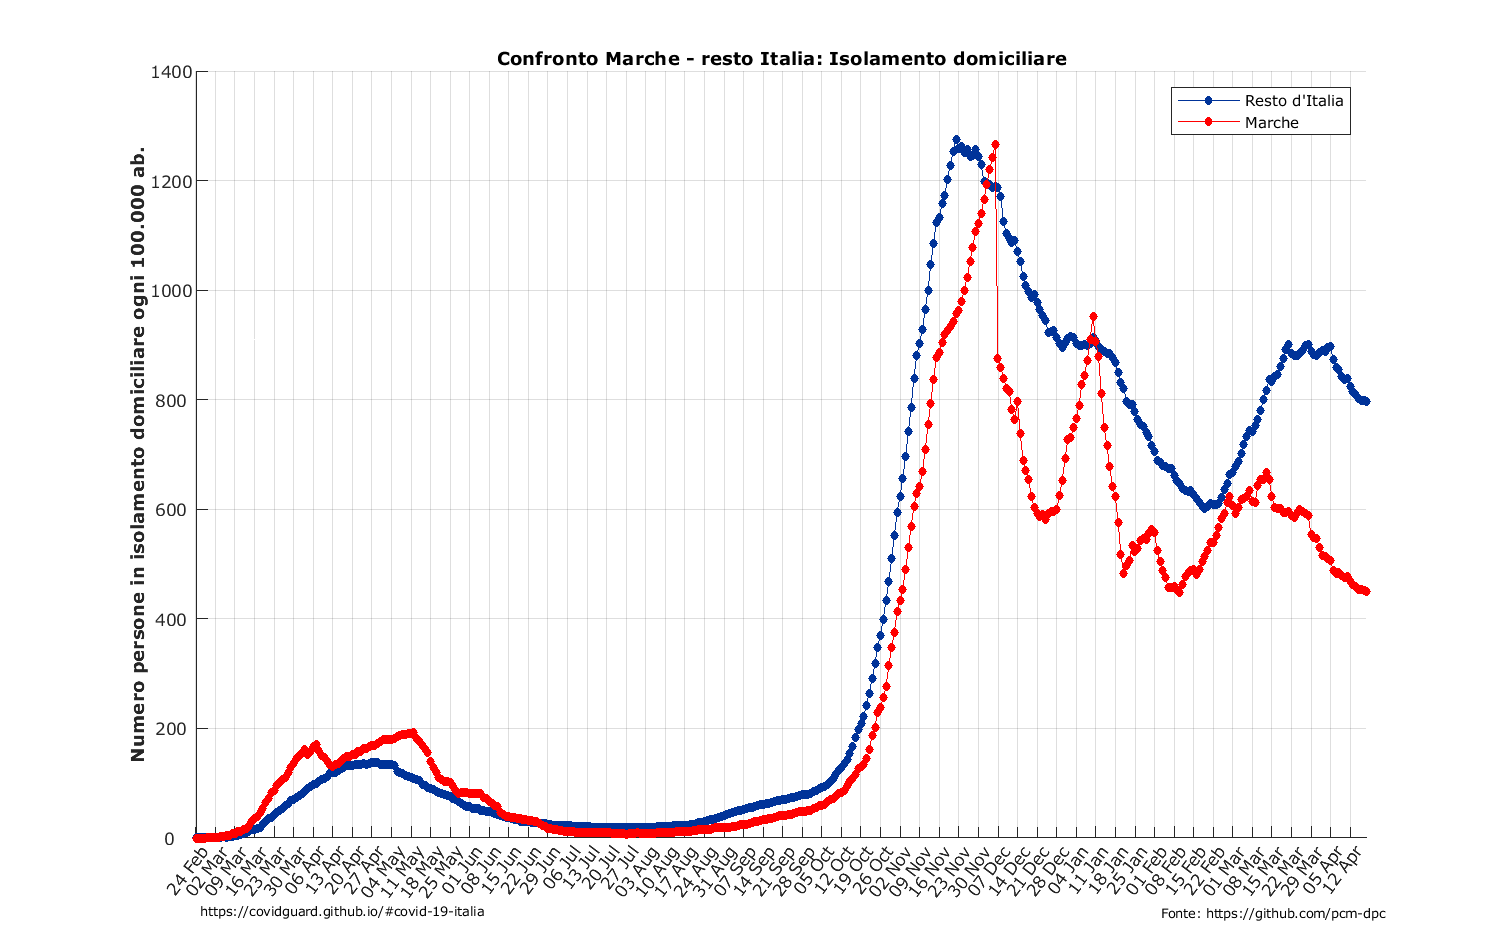 Confronto Marche - resto Italia: Isolamento domiciliare
Numero persone in isolamento domiciliare ogni 100.000 ab.
1400
1200
1000
800
600
400
200
0
Resto d'Italia
Marche
24 Feb
02 Mar
09 Mar
16 Mar
23 Mar
30 Mar
06 Apr
13 Apr
20 Apr
27 Apr
04 May
11 May
18 May
25 May
01 Jun
08 Jun
15 Jun
22 Jun
29 Jun
06 Jul
13 Jul
20 Jul
27 Jul
03 Aug
10 Aug
17 Aug
24 Aug
31 Aug
07 Sep
14 Sep
21 Sep
28 Sep
05 Oct
12 Oct
19 Oct
26 Oct
02 Nov
09 Nov
16 Nov
23 Nov
30 Nov
07 Dec
14 Dec
21 Dec
28 Dec
04 Jan
11 Jan
18 Jan
25 Jan
01 Feb
08 Feb
15 Feb
22 Feb
01 Mar
08 Mar
15 Mar
22 Mar
29 Mar
05 Apr
12 Apr
https://covidguard.github.io/#covid-19-italia
Fonte: https://github.com/pcm-dpc